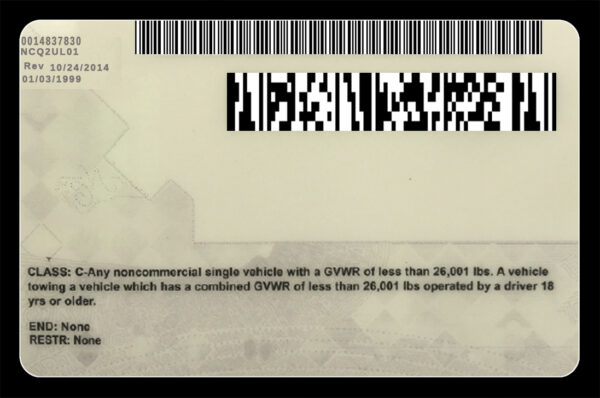 0014837830
NCQ2UL01
Rev 10/24/2014
01/03/1999
CLASS: C-Any noncommercial single vehicle with a GVWR of less than 26,001 lbs. A vehicle
towing a vehicle which has a combined GVWR of less than 26,001 lbs operated by a driver 18
yrs or older.
END: None
RESTR: None